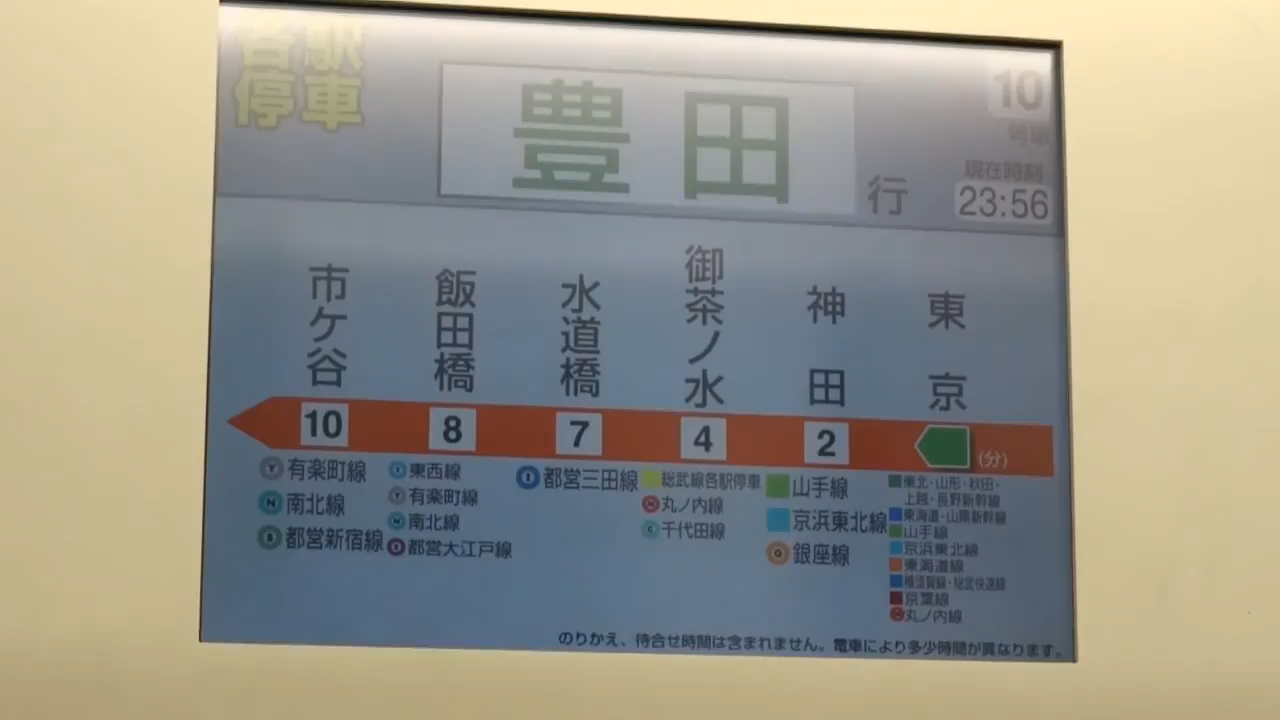 各駅
停車
豊田
行
10
号車
現在時刻
23:56
市ケ谷
飯田橋
水道橋
御茶ノ水
神田
東京
10
8
7
4
2
(分)
Y 有楽町線
N 南北線
S 都営新宿線
T 東西線
Y 有楽町線
N 南北線
E 都営大江戸線
I 都営三田線
総武線各駅停車
M 丸ノ内線
C 千代田線
山手線
京浜東北線
G 銀座線
東北・山形・秋田・
上越・長野新幹線
東海道・山陽新幹線
山手線
京浜東北線
東海道線
横須賀線・総武快速線
京葉線
M 丸ノ内線
のりかえ、待合せ時間は含まれません。電車により多少時間が異なります。